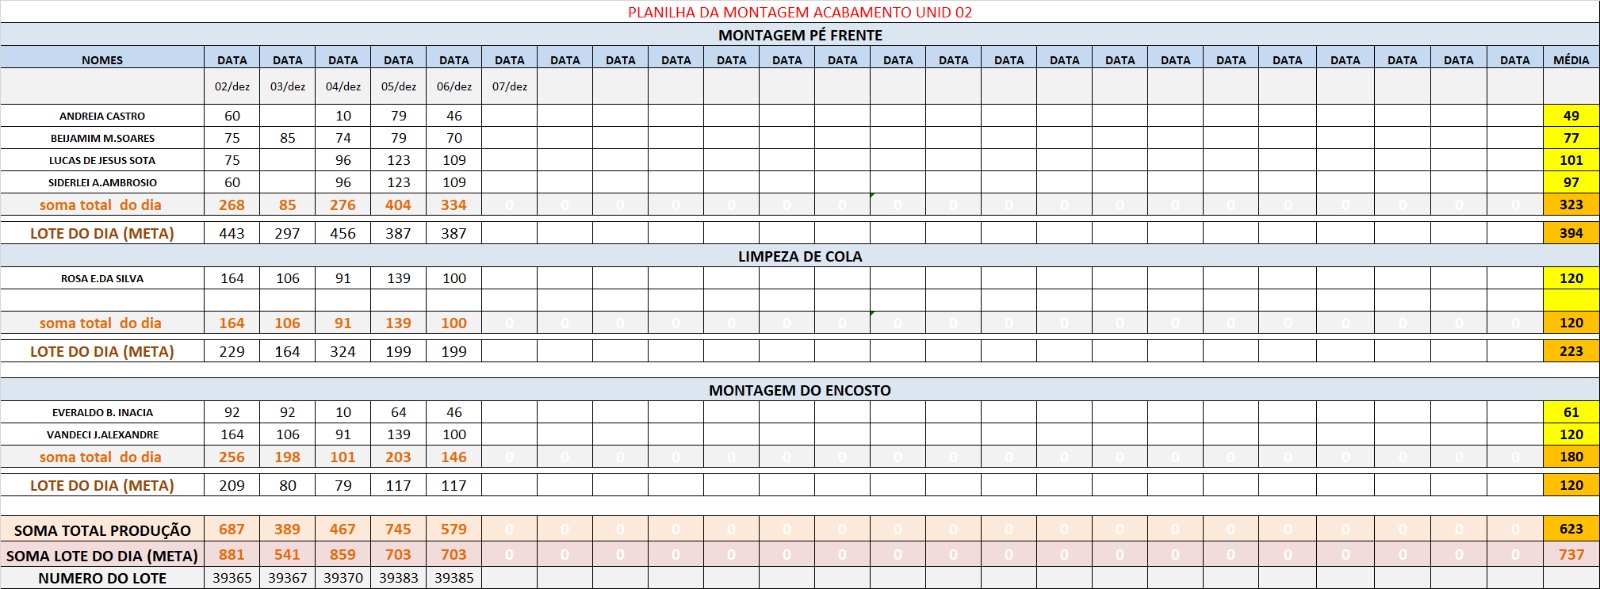 PLANILHA DA MONTAGEM ACABAMENTO UNID 02
MONTAGEM PÉ FRENTE
NOMES DATA DATA DATA DATA DATA DATA DATA DATA DATA DATA DATA DATA DATA DATA DATA DATA DATA DATA DATA DATA DATA DATA DATA DATA MÉDIA
02/dez 03/dez 04/dez 05/dez 06/dez 07/dez
ANDREIA CASTRO 60 10 79 46 49
BEIJAMIM M.SOARES 75 85 74 79 70 77
LUCAS DE JESUS SOTA 75 96 123 109 101
SIDERLEI A.AMBROSIO 60 96 123 109 97
soma total do dia 268 85 276 404 334 0 0 0 0 0 0 0 0 0 0 0 0 0 0 0 0 0 0 0 323
LOTE DO DIA (META) 443 297 456 387 387 394
LIMPEZA DE COLA
ROSA E.DA SILVA 164 106 91 139 100 120
soma total do dia 164 106 91 139 100 0 0 0 0 0 0 0 0 0 0 0 0 0 0 0 0 0 0 0 120
LOTE DO DIA (META) 229 164 324 199 199 223
MONTAGEM DO ENCOSTO
EVERALDO B. INACIA 92 92 10 64 46 61
VANDECI J.ALEXANDRE 164 106 91 139 100 120
soma total do dia 256 198 101 203 146 0 0 0 0 0 0 0 0 0 0 0 0 0 0 0 0 0 0 0 180
LOTE DO DIA (META) 209 80 79 117 117 120
SOMA TOTAL PRODUÇÃO 687 389 467 745 579 0 0 0 0 0 0 0 0 0 0 0 0 0 0 0 0 0 0 0 623
SOMA LOTE DO DIA (META) 881 541 859 703 703 0 0 0 0 0 0 0 0 0 0 0 0 0 0 0 0 0 0 0 737
NUMERO DO LOTE 39365 39367 39370 39383 39385